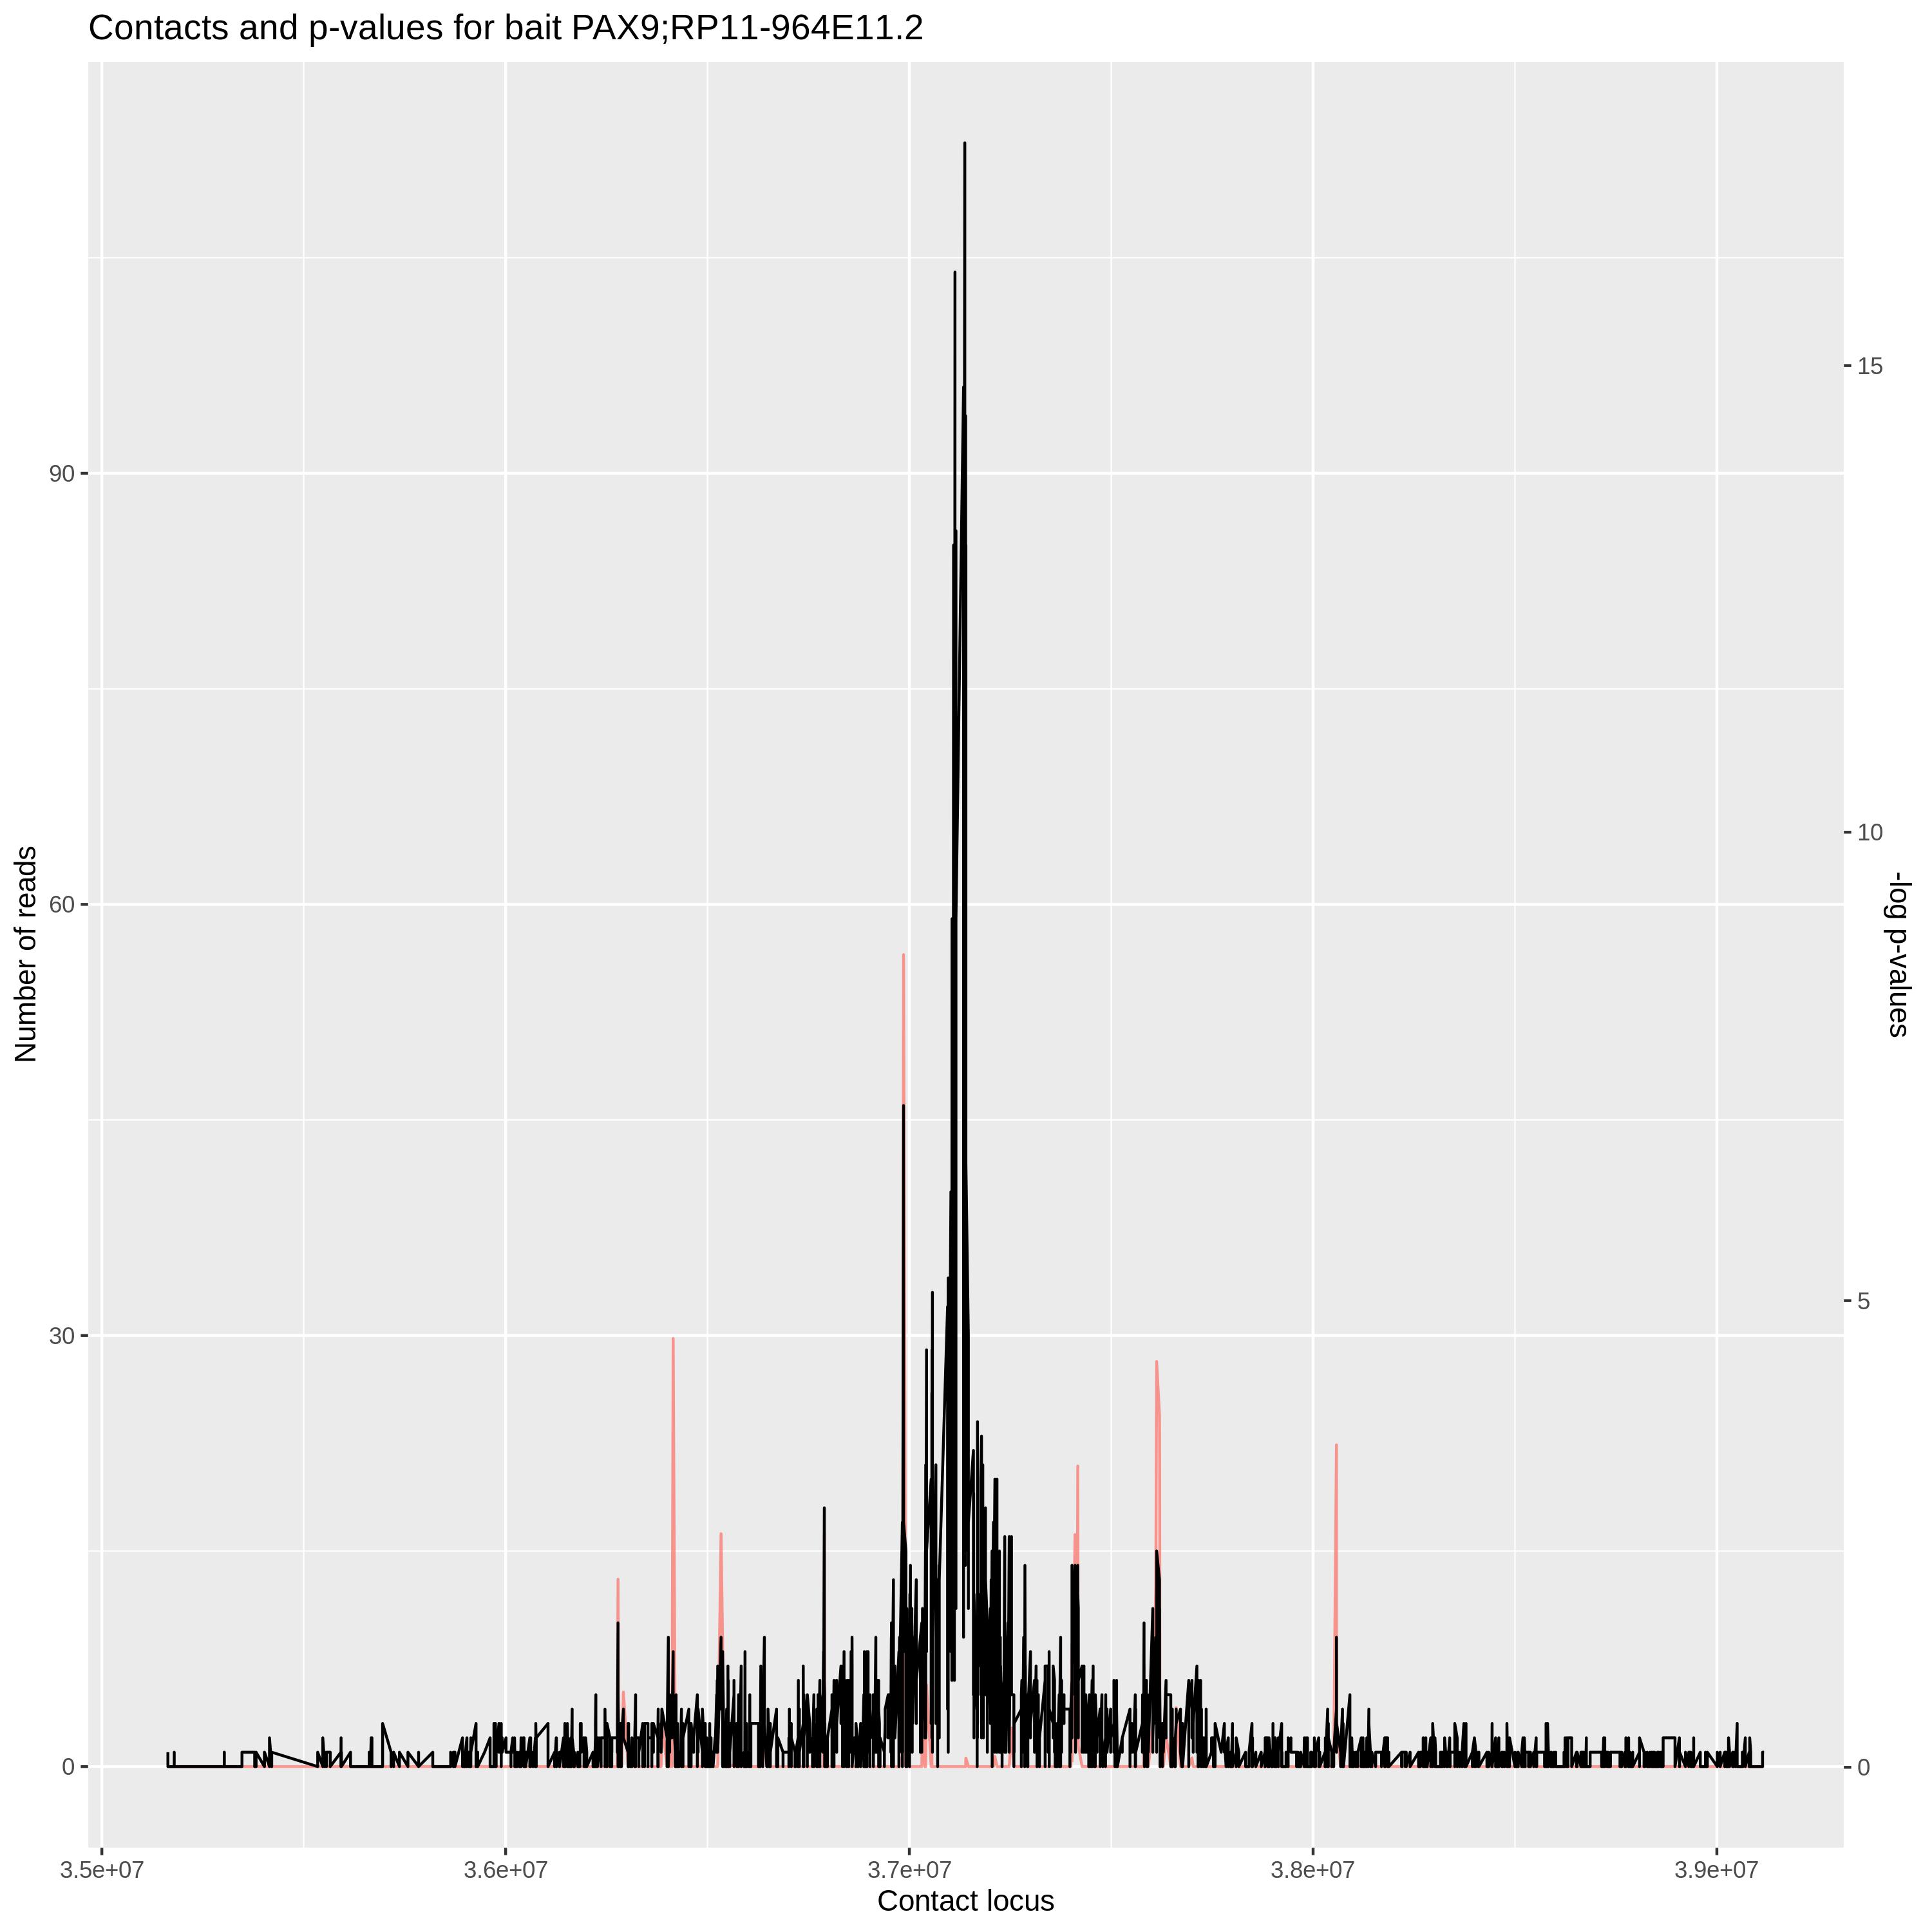 Contacts and p-values for bait PAX9;RP11-964E11.2
Number of reads
90
60
30
0
15
10
5
0
-log p-values
3.5e+07
3.6e+07
3.7e+07
3.8e+07
3.9e+07
Contact locus